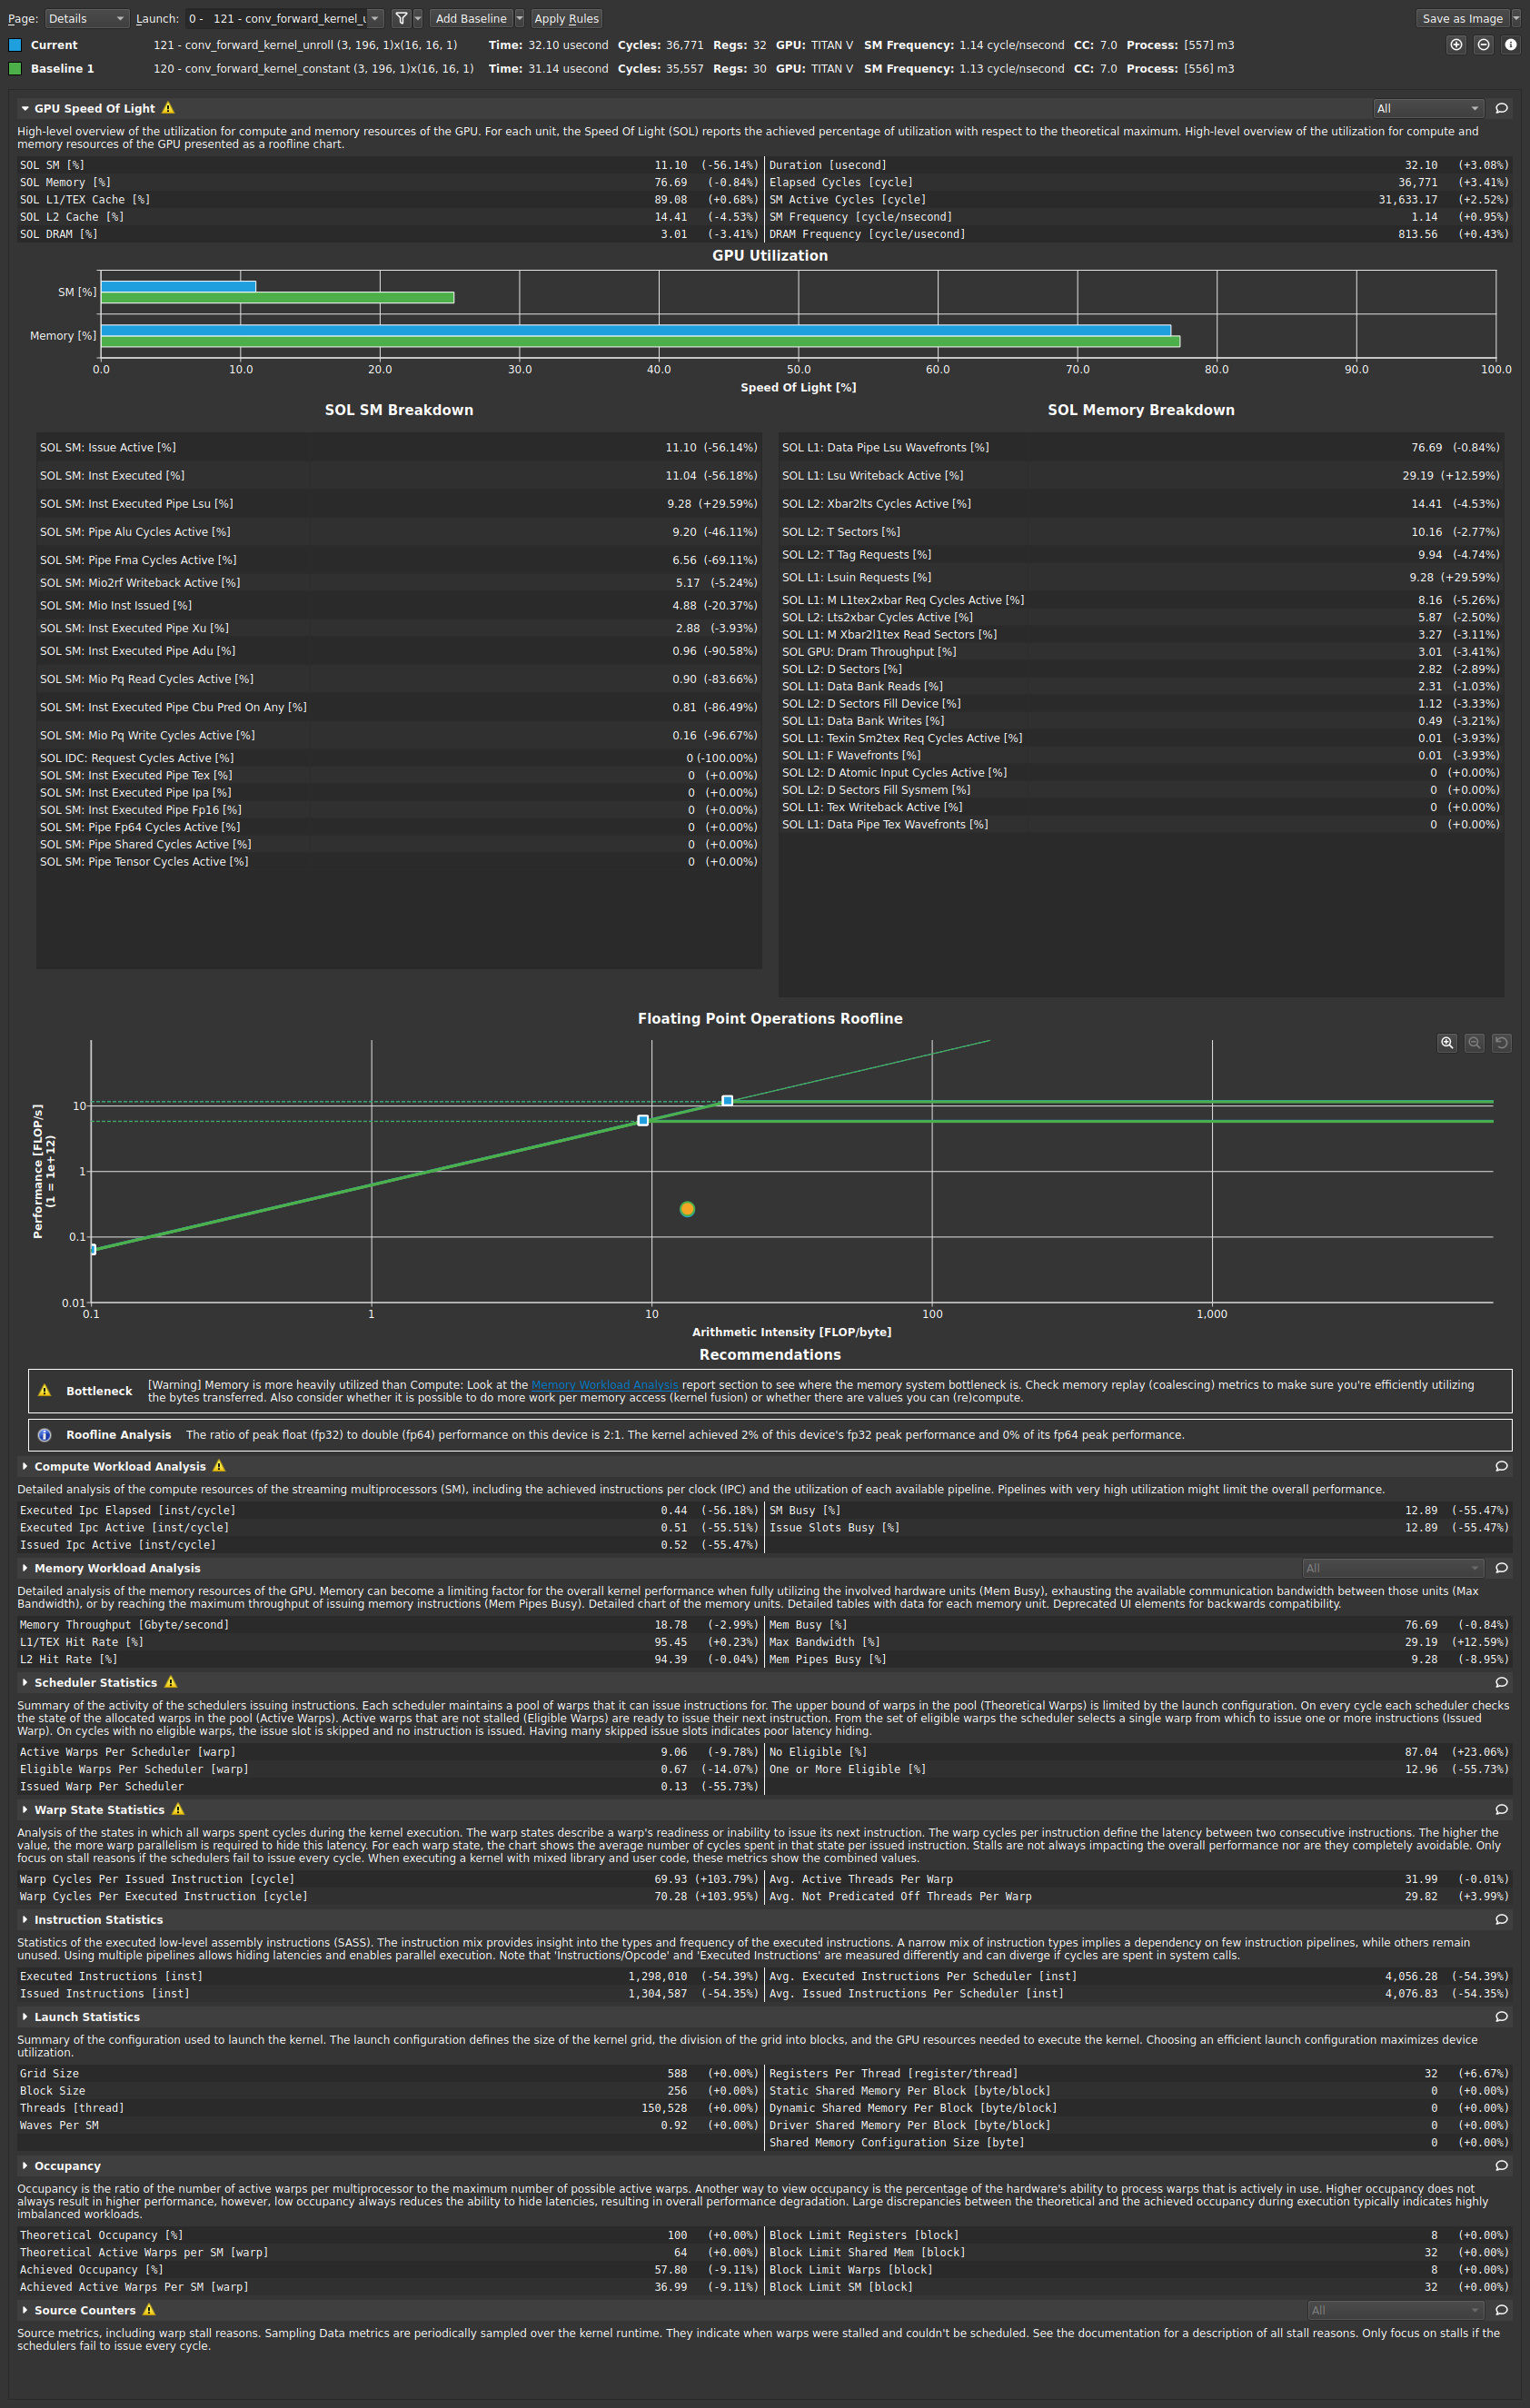 Page: Details Launch: 0 - 121 - conv_forward_kernel_u Add Baseline Apply Rules Save as Image
Current 121 - conv_forward_kernel_unroll (3, 196, 1)x(16, 16, 1) Time: 32.10 usecond Cycles: 36,771 Regs: 32 GPU: TITAN V SM Frequency: 1.14 cycle/nsecond CC: 7.0 Process: [557] m3
Baseline 1 120 - conv_forward_kernel_constant (3, 196, 1)x(16, 16, 1) Time: 31.14 usecond Cycles: 35,557 Regs: 30 GPU: TITAN V SM Frequency: 1.13 cycle/nsecond CC: 7.0 Process: [556] m3
GPU Speed Of Light All
High-level overview of the utilization for compute and memory resources of the GPU. For each unit, the Speed Of Light (SOL) reports the achieved percentage of utilization with respect to the theoretical maximum. High-level overview of the utilization for compute and
memory resources of the GPU presented as a roofline chart.
SOL SM [%] 11.10 (-56.14%) Duration [usecond] 32.10 (+3.08%)
SOL Memory [%] 76.69 (-0.84%) Elapsed Cycles [cycle] 36,771 (+3.41%)
SOL L1/TEX Cache [%] 89.08 (+0.68%) SM Active Cycles [cycle] 31,633.17 (+2.52%)
SOL L2 Cache [%] 14.41 (-4.53%) SM Frequency [cycle/nsecond] 1.14 (+0.95%)
SOL DRAM [%] 3.01 (-3.41%) DRAM Frequency [cycle/usecond] 813.56 (+0.43%)
GPU Utilization
SM [%]
Memory [%]
0.0 10.0 20.0 30.0 40.0 50.0 60.0 70.0 80.0 90.0 100.0
Speed Of Light [%]
SOL SM Breakdown
SOL SM: Issue Active [%] 11.10 (-56.14%)
SOL SM: Inst Executed [%] 11.04 (-56.18%)
SOL SM: Inst Executed Pipe Lsu [%] 9.28 (+29.59%)
SOL SM: Pipe Alu Cycles Active [%] 9.20 (-46.11%)
SOL SM: Pipe Fma Cycles Active [%] 6.56 (-69.11%)
SOL SM: Mio2rf Writeback Active [%] 5.17 (-5.24%)
SOL SM: Mio Inst Issued [%] 4.88 (-20.37%)
SOL SM: Inst Executed Pipe Xu [%] 2.88 (-3.93%)
SOL SM: Inst Executed Pipe Adu [%] 0.96 (-90.58%)
SOL SM: Mio Pq Read Cycles Active [%] 0.90 (-83.66%)
SOL SM: Inst Executed Pipe Cbu Pred On Any [%] 0.81 (-86.49%)
SOL SM: Mio Pq Write Cycles Active [%] 0.16 (-96.67%)
SOL IDC: Request Cycles Active [%] 0 (-100.00%)
SOL SM: Inst Executed Pipe Tex [%] 0 (+0.00%)
SOL SM: Inst Executed Pipe Ipa [%] 0 (+0.00%)
SOL SM: Inst Executed Pipe Fp16 [%] 0 (+0.00%)
SOL SM: Pipe Fp64 Cycles Active [%] 0 (+0.00%)
SOL SM: Pipe Shared Cycles Active [%] 0 (+0.00%)
SOL SM: Pipe Tensor Cycles Active [%] 0 (+0.00%)
SOL Memory Breakdown
SOL L1: Data Pipe Lsu Wavefronts [%] 76.69 (-0.84%)
SOL L1: Lsu Writeback Active [%] 29.19 (+12.59%)
SOL L2: Xbar2lts Cycles Active [%] 14.41 (-4.53%)
SOL L2: T Sectors [%] 10.16 (-2.77%)
SOL L2: T Tag Requests [%] 9.94 (-4.74%)
SOL L1: Lsuin Requests [%] 9.28 (+29.59%)
SOL L1: M L1tex2xbar Req Cycles Active [%] 8.16 (-5.26%)
SOL L2: Lts2xbar Cycles Active [%] 5.87 (-2.50%)
SOL L1: M Xbar2l1tex Read Sectors [%] 3.27 (-3.11%)
SOL GPU: Dram Throughput [%] 3.01 (-3.41%)
SOL L2: D Sectors [%] 2.82 (-2.89%)
SOL L1: Data Bank Reads [%] 2.31 (-1.03%)
SOL L2: D Sectors Fill Device [%] 1.12 (-3.33%)
SOL L1: Data Bank Writes [%] 0.49 (-3.21%)
SOL L1: Texin Sm2tex Req Cycles Active [%] 0.01 (-3.93%)
SOL L1: F Wavefronts [%] 0.01 (-3.93%)
SOL L2: D Atomic Input Cycles Active [%] 0 (+0.00%)
SOL L2: D Sectors Fill Sysmem [%] 0 (+0.00%)
SOL L1: Tex Writeback Active [%] 0 (+0.00%)
SOL L1: Data Pipe Tex Wavefronts [%] 0 (+0.00%)
Floating Point Operations Roofline
Performance [FLOP/s]
(1 = 1e+12)
10
1
0.1
0.01
0.1 1 10 100 1,000
Arithmetic Intensity [FLOP/byte]
Recommendations
Bottleneck [Warning] Memory is more heavily utilized than Compute: Look at the Memory Workload Analysis report section to see where the memory system bottleneck is. Check memory replay (coalescing) metrics to make sure you're efficiently utilizing
the bytes transferred. Also consider whether it is possible to do more work per memory access (kernel fusion) or whether there are values you can (re)compute.
Roofline Analysis The ratio of peak float (fp32) to double (fp64) performance on this device is 2:1. The kernel achieved 2% of this device's fp32 peak performance and 0% of its fp64 peak performance.
Compute Workload Analysis
Detailed analysis of the compute resources of the streaming multiprocessors (SM), including the achieved instructions per clock (IPC) and the utilization of each available pipeline. Pipelines with very high utilization might limit the overall performance.
Executed Ipc Elapsed [inst/cycle] 0.44 (-56.18%) SM Busy [%] 12.89 (-55.47%)
Executed Ipc Active [inst/cycle] 0.51 (-55.51%) Issue Slots Busy [%] 12.89 (-55.47%)
Issued Ipc Active [inst/cycle] 0.52 (-55.47%)
Memory Workload Analysis All
Detailed analysis of the memory resources of the GPU. Memory can become a limiting factor for the overall kernel performance when fully utilizing the involved hardware units (Mem Busy), exhausting the available communication bandwidth between those units (Max
Bandwidth), or by reaching the maximum throughput of issuing memory instructions (Mem Pipes Busy). Detailed chart of the memory units. Detailed tables with data for each memory unit. Deprecated UI elements for backwards compatibility.
Memory Throughput [Gbyte/second] 18.78 (-2.99%) Mem Busy [%] 76.69 (-0.84%)
L1/TEX Hit Rate [%] 95.45 (+0.23%) Max Bandwidth [%] 29.19 (+12.59%)
L2 Hit Rate [%] 94.39 (-0.04%) Mem Pipes Busy [%] 9.28 (-8.95%)
Scheduler Statistics
Summary of the activity of the schedulers issuing instructions. Each scheduler maintains a pool of warps that it can issue instructions for. The upper bound of warps in the pool (Theoretical Warps) is limited by the launch configuration. On every cycle each scheduler checks
the state of the allocated warps in the pool (Active Warps). Active warps that are not stalled (Eligible Warps) are ready to issue their next instruction. From the set of eligible warps the scheduler selects a single warp from which to issue one or more instructions (Issued
Warp). On cycles with no eligible warps, the issue slot is skipped and no instruction is issued. Having many skipped issue slots indicates poor latency hiding.
Active Warps Per Scheduler [warp] 9.06 (-9.78%) No Eligible [%] 87.04 (+23.06%)
Eligible Warps Per Scheduler [warp] 0.67 (-14.07%) One or More Eligible [%] 12.96 (-55.73%)
Issued Warp Per Scheduler 0.13 (-55.73%)
Warp State Statistics
Analysis of the states in which all warps spent cycles during the kernel execution. The warp states describe a warp's readiness or inability to issue its next instruction. The warp cycles per instruction define the latency between two consecutive instructions. The higher the
value, the more warp parallelism is required to hide this latency. For each warp state, the chart shows the average number of cycles spent in that state per issued instruction. Stalls are not always impacting the overall performance nor are they completely avoidable. Only
focus on stall reasons if the schedulers fail to issue every cycle. When executing a kernel with mixed library and user code, these metrics show the combined values.
Warp Cycles Per Issued Instruction [cycle] 69.93 (+103.79%) Avg. Active Threads Per Warp 31.99 (-0.01%)
Warp Cycles Per Executed Instruction [cycle] 70.28 (+103.95%) Avg. Not Predicated Off Threads Per Warp 29.82 (+3.99%)
Instruction Statistics
Statistics of the executed low-level assembly instructions (SASS). The instruction mix provides insight into the types and frequency of the executed instructions. A narrow mix of instruction types implies a dependency on few instruction pipelines, while others remain
unused. Using multiple pipelines allows hiding latencies and enables parallel execution. Note that 'Instructions/Opcode' and 'Executed Instructions' are measured differently and can diverge if cycles are spent in system calls.
Executed Instructions [inst] 1,298,010 (-54.39%) Avg. Executed Instructions Per Scheduler [inst] 4,056.28 (-54.39%)
Issued Instructions [inst] 1,304,587 (-54.35%) Avg. Issued Instructions Per Scheduler [inst] 4,076.83 (-54.35%)
Launch Statistics
Summary of the configuration used to launch the kernel. The launch configuration defines the size of the kernel grid, the division of the grid into blocks, and the GPU resources needed to execute the kernel. Choosing an efficient launch configuration maximizes device
utilization.
Grid Size 588 (+0.00%) Registers Per Thread [register/thread] 32 (+6.67%)
Block Size 256 (+0.00%) Static Shared Memory Per Block [byte/block] 0 (+0.00%)
Threads [thread] 150,528 (+0.00%) Dynamic Shared Memory Per Block [byte/block] 0 (+0.00%)
Waves Per SM 0.92 (+0.00%) Driver Shared Memory Per Block [byte/block] 0 (+0.00%)
Shared Memory Configuration Size [byte] 0 (+0.00%)
Occupancy
Occupancy is the ratio of the number of active warps per multiprocessor to the maximum number of possible active warps. Another way to view occupancy is the percentage of the hardware's ability to process warps that is actively in use. Higher occupancy does not
always result in higher performance, however, low occupancy always reduces the ability to hide latencies, resulting in overall performance degradation. Large discrepancies between the theoretical and the achieved occupancy during execution typically indicates highly
imbalanced workloads.
Theoretical Occupancy [%] 100 (+0.00%) Block Limit Registers [block] 8 (+0.00%)
Theoretical Active Warps per SM [warp] 64 (+0.00%) Block Limit Shared Mem [block] 32 (+0.00%)
Achieved Occupancy [%] 57.80 (-9.11%) Block Limit Warps [block] 8 (+0.00%)
Achieved Active Warps Per SM [warp] 36.99 (-9.11%) Block Limit SM [block] 32 (+0.00%)
Source Counters All
Source metrics, including warp stall reasons. Sampling Data metrics are periodically sampled over the kernel runtime. They indicate when warps were stalled and couldn't be scheduled. See the documentation for a description of all stall reasons. Only focus on stalls if the
schedulers fail to issue every cycle.